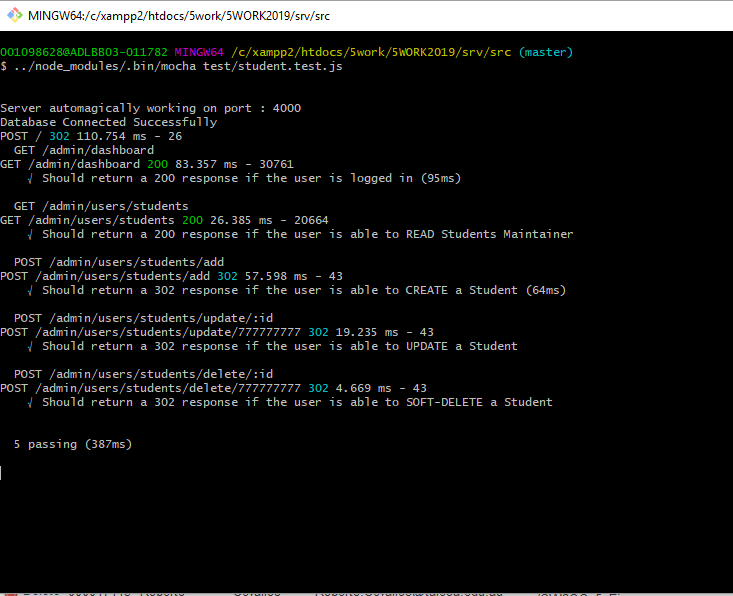 MINGW64:/c/xampp2/htdocs/5work/5WORK2019/srv/src
001098628@ADLBB03-011782 MINGW64 /c/xampp2/htdocs/5work/5WORK2019/srv/src (master)
$ ../node_modules/.bin/mocha test/student.test.js
Server automagically working on port : 4000
Database Connected Successfully
POST / 302 110.754 ms - 26
GET /admin/dashboard
GET /admin/dashboard 200 83.357 ms - 30761
√ Should return a 200 response if the user is logged in (95ms)
GET /admin/users/students
GET /admin/users/students 200 26.385 ms - 20664
√ Should return a 200 response if the user is able to READ Students Maintainer
POST /admin/users/students/add
POST /admin/users/students/add 302 57.598 ms - 43
√ Should return a 302 response if the user is able to CREATE a Student (64ms)
POST /admin/users/students/update/:id
POST /admin/users/students/update/777777777 302 19.235 ms - 43
√ Should return a 302 response if the user is able to UPDATE a Student
POST /admin/users/students/delete/:id
POST /admin/users/students/delete/777777777 302 4.669 ms - 43
√ Should return a 302 response if the user is able to SOFT-DELETE a Student
5 passing (387ms)